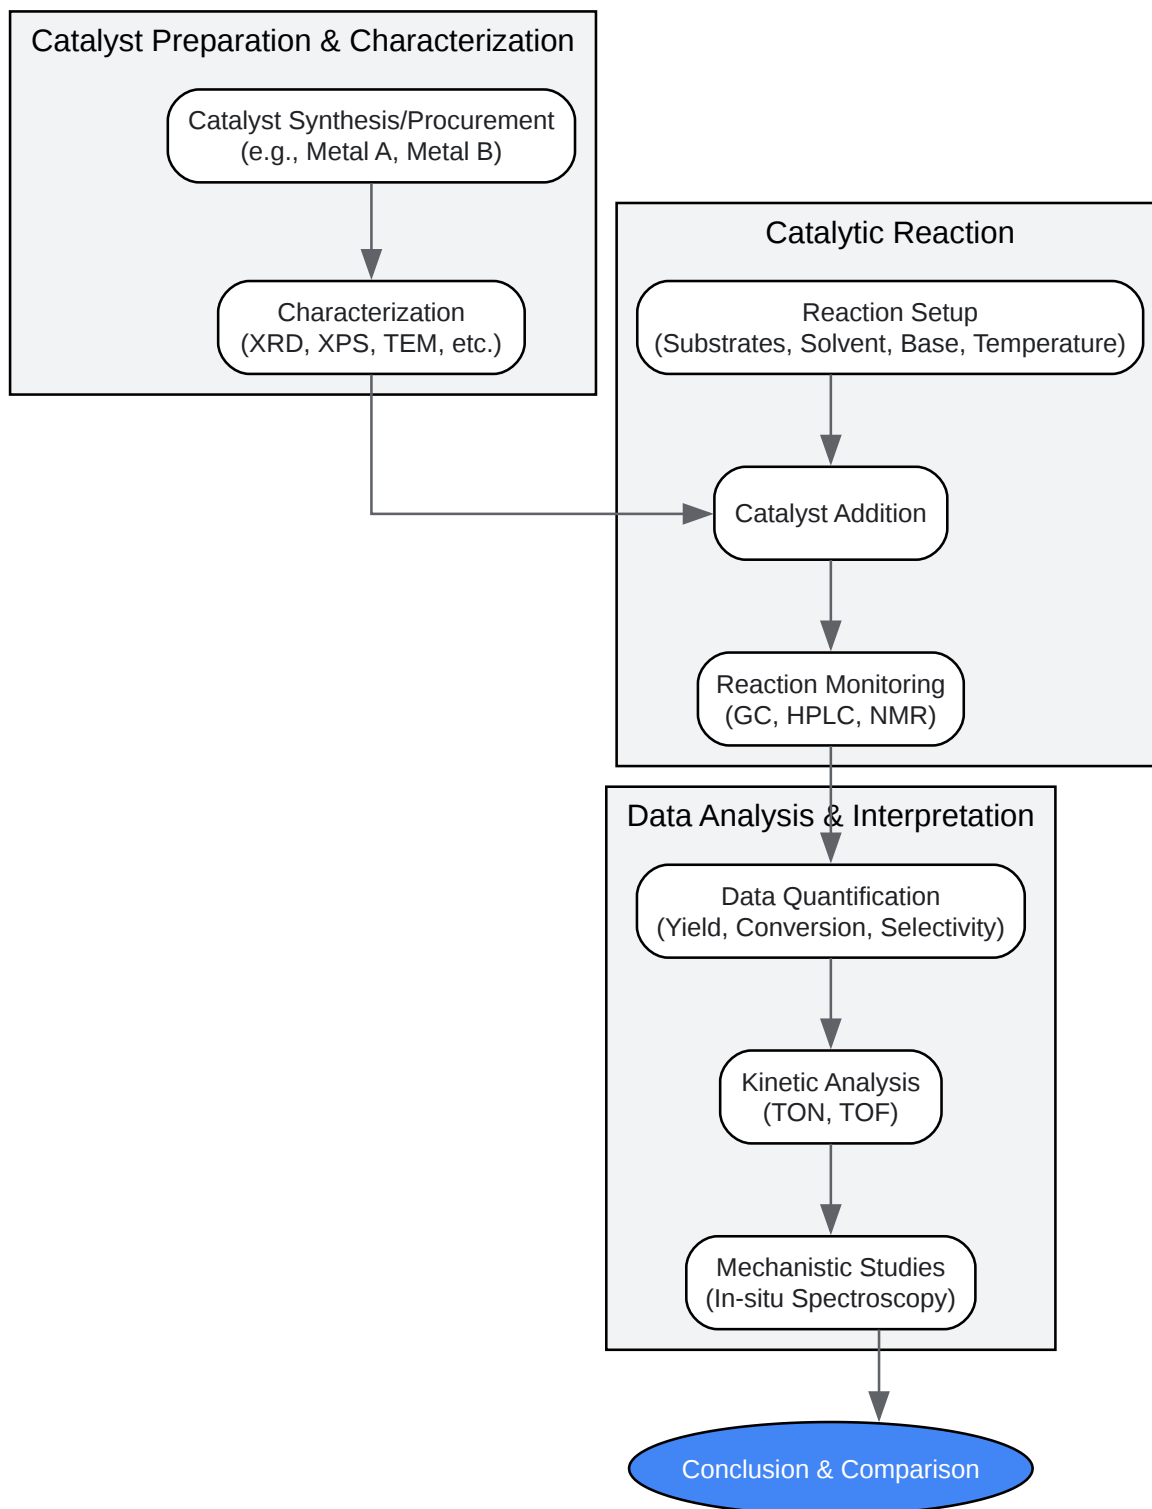 Catalyst Preparation & Characterization
Catalyst Synthesis/Procurement
(e.g., Metal A, Metal B)
Characterization
(XRD, XPS, TEM, etc.)
Catalytic Reaction
Reaction Setup
(Substrates, Solvent, Base, Temperature)
Catalyst Addition
Reaction Monitoring
(GC, HPLC, NMR)
Data Analysis & Interpretation
Data Quantification
(Yield, Conversion, Selectivity)
Kinetic Analysis
(TON, TOF)
Mechanistic Studies
(In-situ Spectroscopy)
Conclusion & Comparison